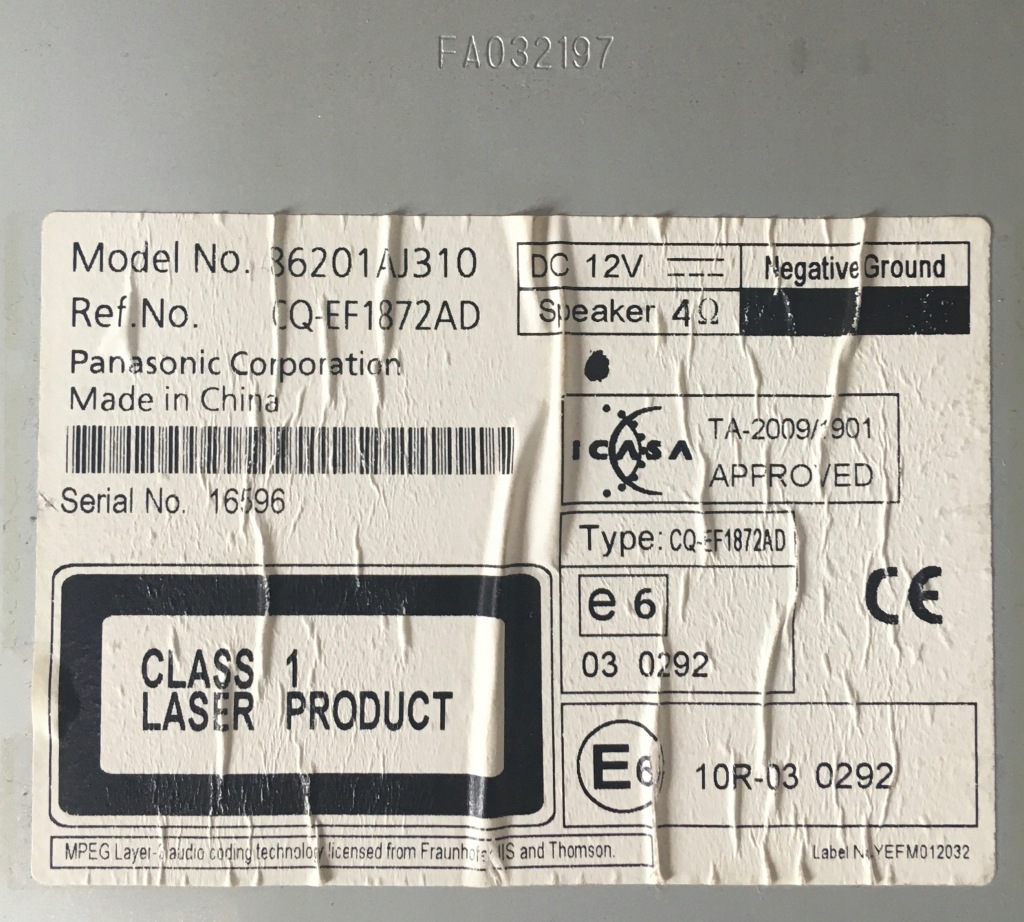 FA032197
Model No. 86201AJ310
Ref.No. CQ-EF1872AD
Panasonic Corporation
Made in China
Serial No.
DC 12V
Negative Ground
Speaker 4Ω
ICASA
TA-2009/1901
APPROVED
Type: CQ-EF1872AD
e 6
03 0292
CE
CLASS 1
LASER PRODUCT
E6
10R-03 0292
MPEG Layer-3 audio coding technology licensed from Fraunhofer IIS and Thomson.
Label No.YEFM012032